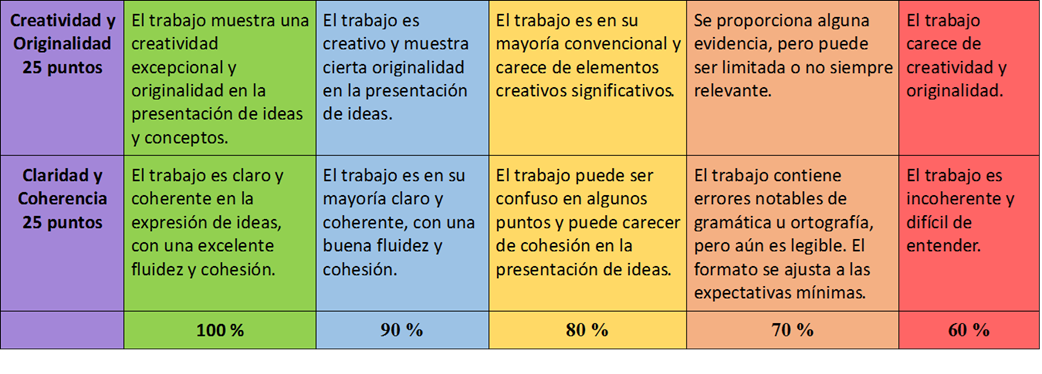 Creatividad y
Originalidad
25 puntos
El trabajo muestra una
creatividad
excepcional y
originalidad en la
presentación de ideas
y conceptos.
El trabajo es
creativo y muestra
cierta originalidad
en la presentación
de ideas.
El trabajo es en su
mayoría convencional y
carece de elementos
creativos significativos.
Se proporciona alguna
evidencia, pero puede
ser limitada o no siempre
relevante.
El trabajo
carece de
creatividad y
originalidad.
Claridad y
Coherencia
25 puntos
El trabajo es claro y
coherente en la
expresión de ideas,
con una excelente
fluidez y cohesión.
El trabajo es en su
mayoría claro y
coherente, con una
buena fluidez y
cohesión.
El trabajo puede ser
confuso en algunos
puntos y puede carecer
de cohesión en la
presentación de ideas.
El trabajo contiene
errores notables de
gramática u ortografía,
pero aún es legible. El
formato se ajusta a las
expectativas mínimas.
El trabajo es
incoherente y
difícil de
entender.
100 %
90 %
80 %
70 %
60 %